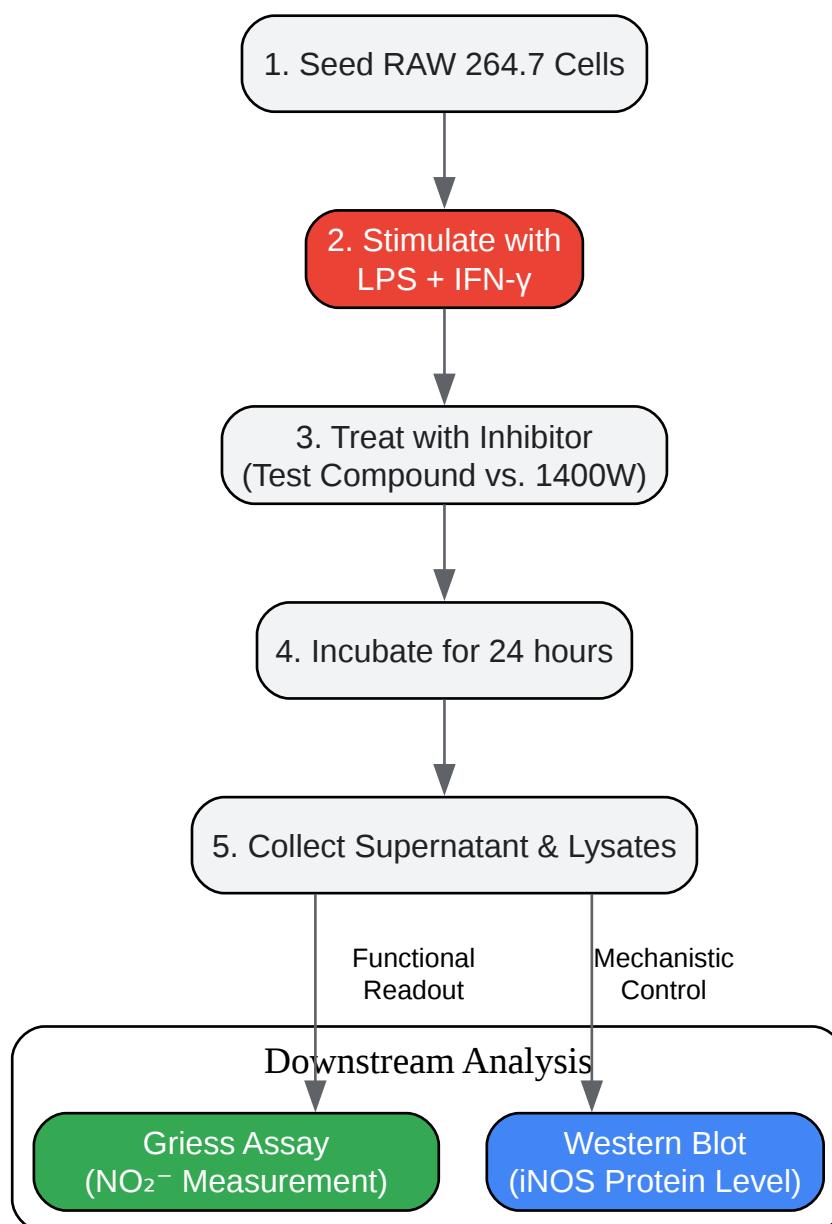 1. Seed RAW 264.7 Cells
2. Stimulate with
LPS + IFN-γ
3. Treat with Inhibitor
(Test Compound vs. 1400W)
4. Incubate for 24 hours
5. Collect Supernatant & Lysates
Functional
Readout
Mechanistic
Control
Downstream Analysis
Griess Assay
(NO₂⁻ Measurement)
Western Blot
(iNOS Protein Level)